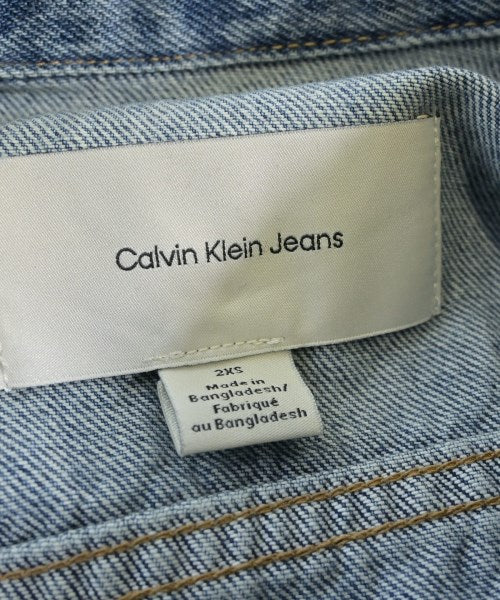 Calvin Klein Jeans
2XS
Made in
Bangladesh/
Fabriqué
au Bangladesh